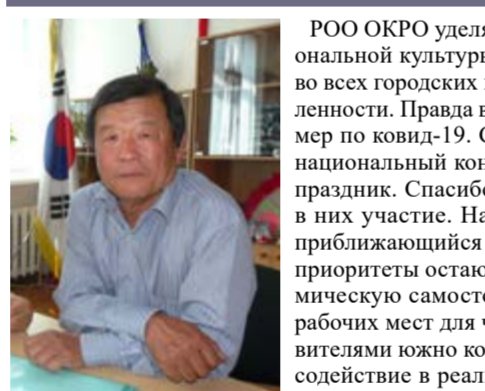 РОО ОКРО уделя
ональной культуры
во всех городских
ленности. Правда в
мер по ковид-19. С
национальный кон
праздник. Спасибо
в них участие. На
приближающийся
приоритеты остаю
мическую самосто
рабочих мест для ч
вителями южно ко
содействие в реал